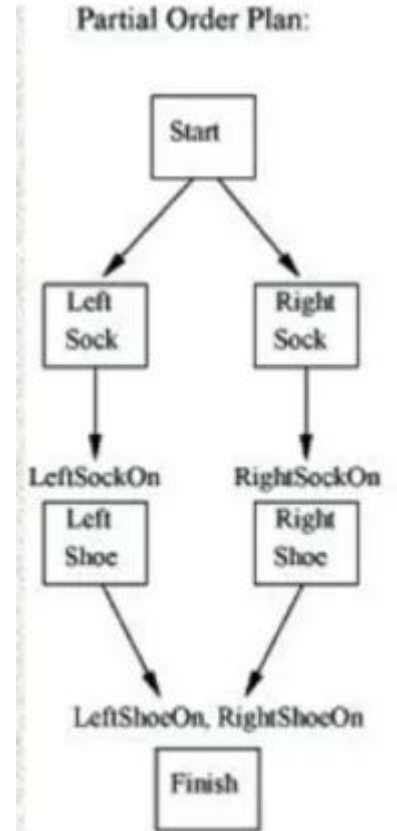 Partial Order Plan:
Start
Left
Sock
Right
Sock
LeftSockOn
RightSockOn
Left
Shoe
Right
Shoe
LeftShoeOn, RightShoeOn
Finish